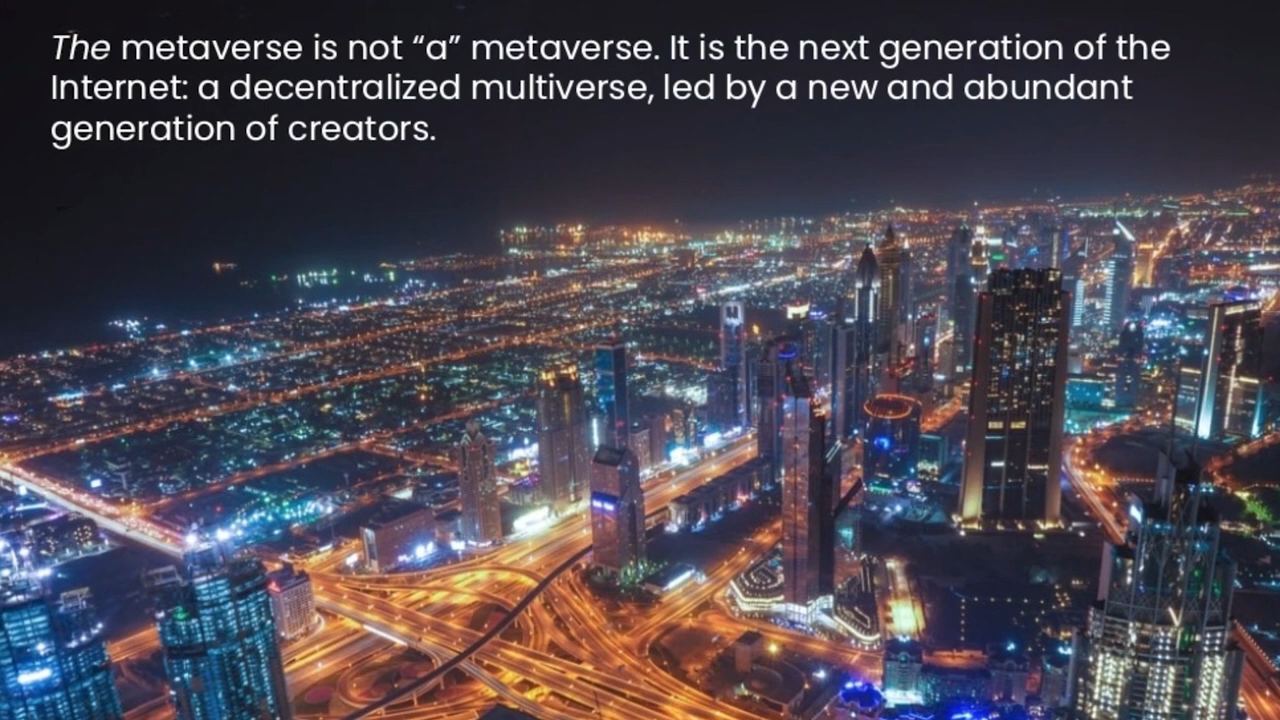 The metaverse is not “a” metaverse. It is the next generation of the
Internet: a decentralized multiverse, led by a new and abundant
generation of creators.